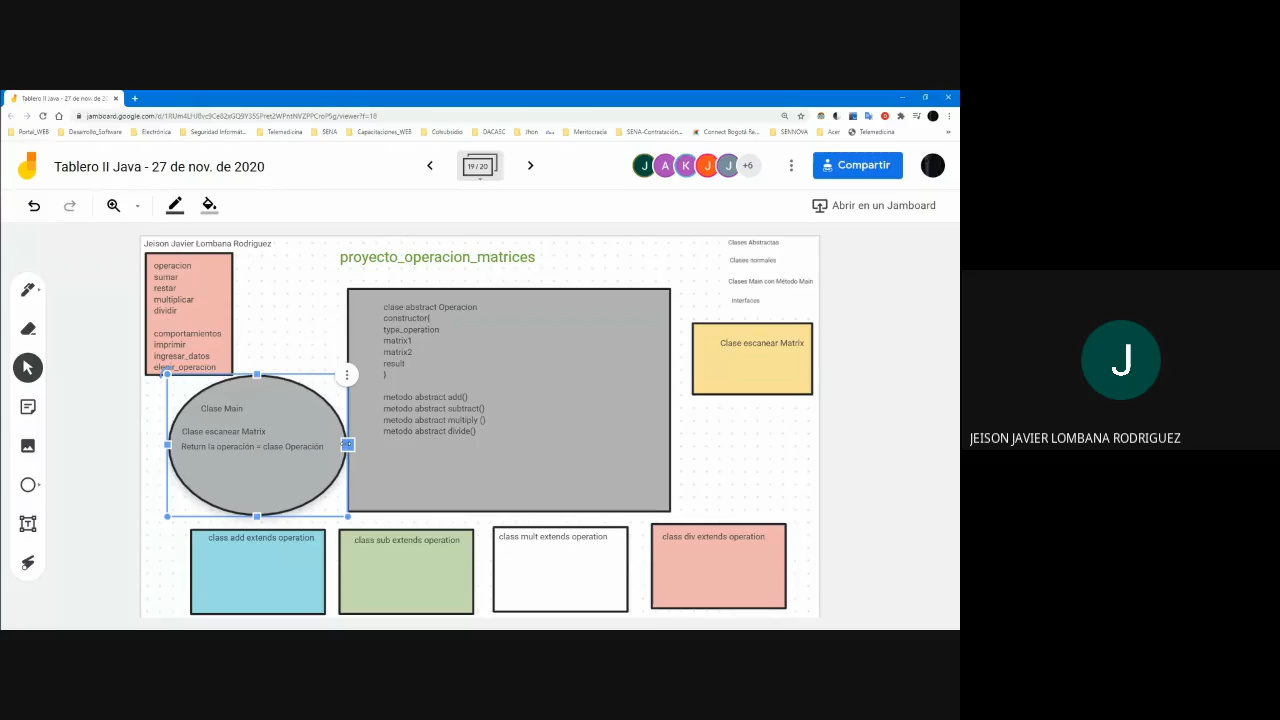 Tablero II Java - 27 de nov. de 20
jamboard.google.com/d/
Portal_WEB
Desarrollo_Software
Electrónica
Seguridad Informát...
Telemedicina
SENA
Capacitaciones_WEB
Colsubsidio
DACASC
Jhon
Meritocracia
SENA-Contratación...
Connect Bogotá Re...
SENNOVA
Acer
Telemedicina
Tablero II Java - 27 de nov. de 2020
19 / 20
J
A
K
J
J
+6
Compartir
Abrir en un Jamboard
Jeison Javier Lombana Rodriguez
proyecto_operacion_matrices
Clases Abstractas
Clases normales
Clases Main con Método Main
Interfaces
operacion
sumar
restar
multiplicar
dividir
comportamientos
imprimir
ingresar_datos
elegir_operacion
clase abstract Operacion
constructor(
type_operation
matrix1
matrix2
result
)
metodo abstract add()
metodo abstract subtract()
metodo abstract multiply ()
metodo abstract divide()
Clase escanear Matrix
Clase Main
Clase escanear Matrix
Return la operación = clase Operación
class add extends operation
class sub extends operation
class mult extends operation
class div extends operation
J
JEISON JAVIER LOMBANA RODRIGUEZ